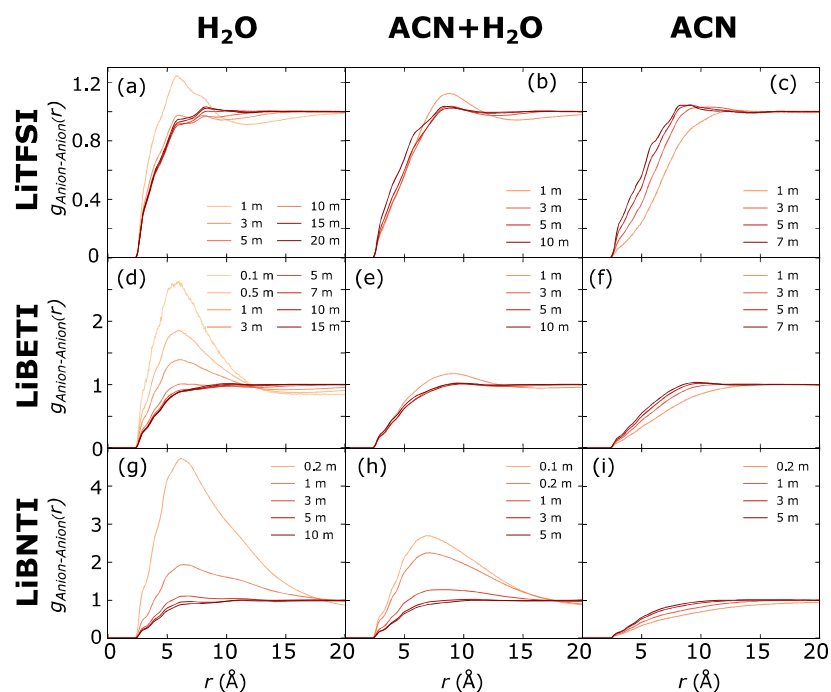 H₂O ACN+H₂O ACN
LiTFSI
g_Anion-Anion(r)
1.2
0.8
0.4
0
(a)
1 m 10 m
3 m 15 m
5 m 20 m
(b)
1 m
3 m
5 m
10 m
(c)
1 m
3 m
5 m
7 m
LiBETI
g_Anion-Anion(r)
2
1
0
(d)
0.1 m 5 m
0.5 m 7 m
1 m 10 m
3 m 15 m
(e)
1 m
3 m
5 m
10 m
(f)
1 m
3 m
5 m
7 m
LiBNTI
g_Anion-Anion(r)
4
3
2
1
0
(g)
0.2 m
1 m
3 m
5 m
10 m
(h)
0.1 m
0.2 m
1 m
3 m
5 m
(i)
0.2 m
1 m
3 m
5 m
0 5 10 15 20 5 10 15 20 5 10 15 20
r (Å) r (Å) r (Å)